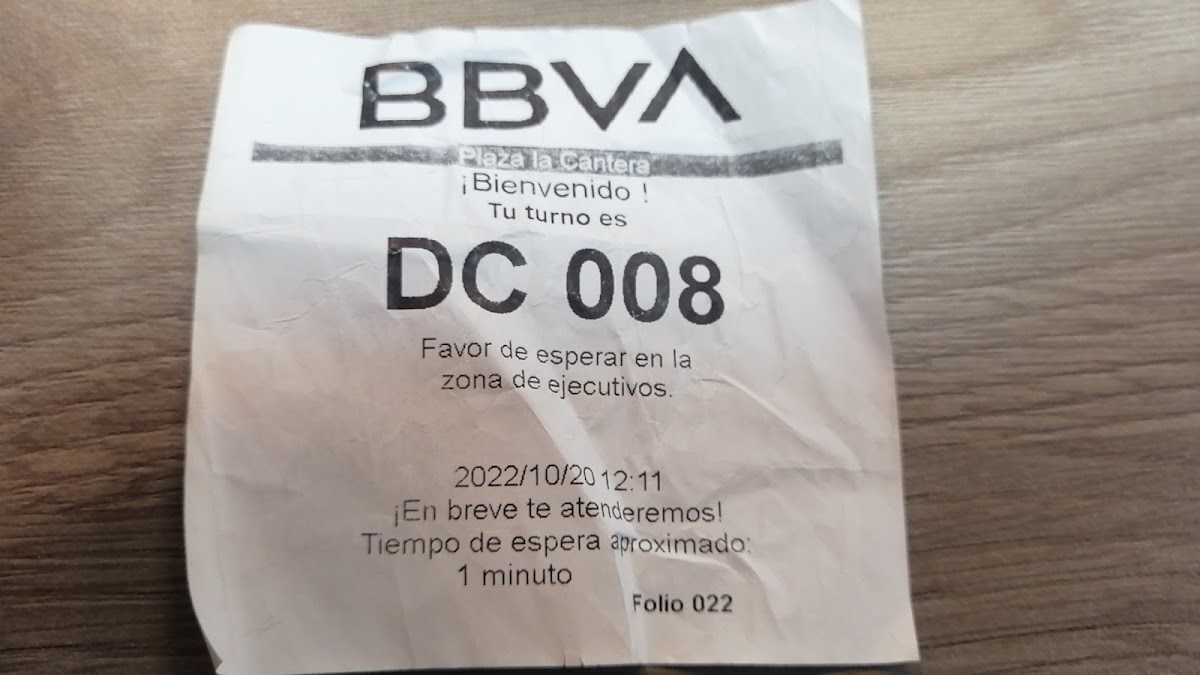 BBVA
Plaza la Cantera
¡Bienvenido !
Tu turno es
DC 008
Favor de esperar en la
zona de ejecutivos.
2022/10/20 12:11
¡En breve te atenderemos!
Tiempo de espera aproximado:
1 minuto
Folio 022